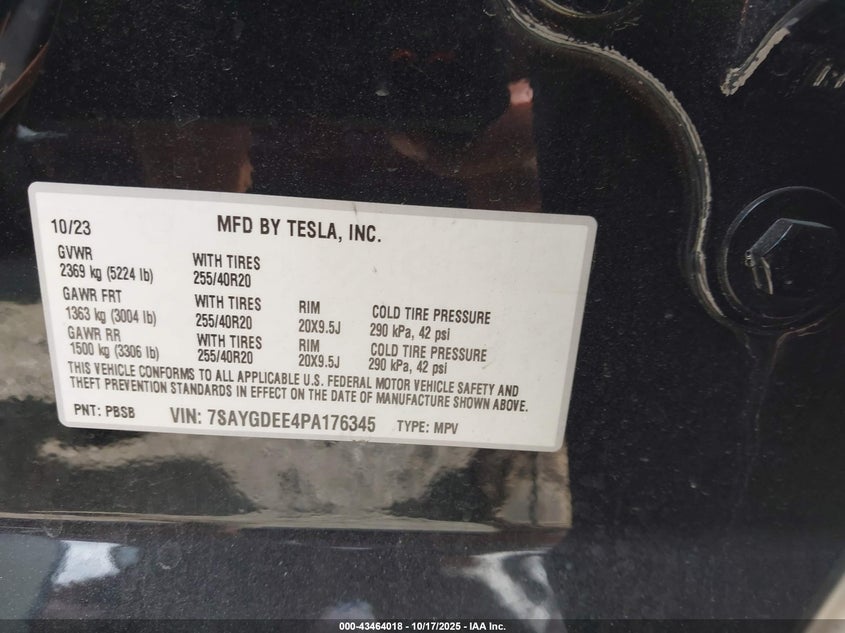 10/23 MFD BY TESLA, INC.
GVWR WITH TIRES
2369 kg (5224 lb) 255/40R20
GAWR FRT WITH TIRES RIM COLD TIRE PRESSURE
1363 kg (3004 lb) 255/40R20 20X9.5J 290 kPa, 42 psi
GAWR RR WITH TIRES RIM COLD TIRE PRESSURE
1500 kg (3306 lb) 255/40R20 20X9.5J 290 kPa, 42 psi
THIS VEHICLE CONFORMS TO ALL APPLICABLE U.S. FEDERAL MOTOR VEHICLE SAFETY AND
THEFT PREVENTION STANDARDS IN EFFECT ON THE DATE OF MANUFACTURE SHOWN ABOVE.
PNT: PBSB VIN: 7SAYGDEE4PA176345 TYPE: MPV
000-43464018 - 10/17/2025 - IAA Inc.